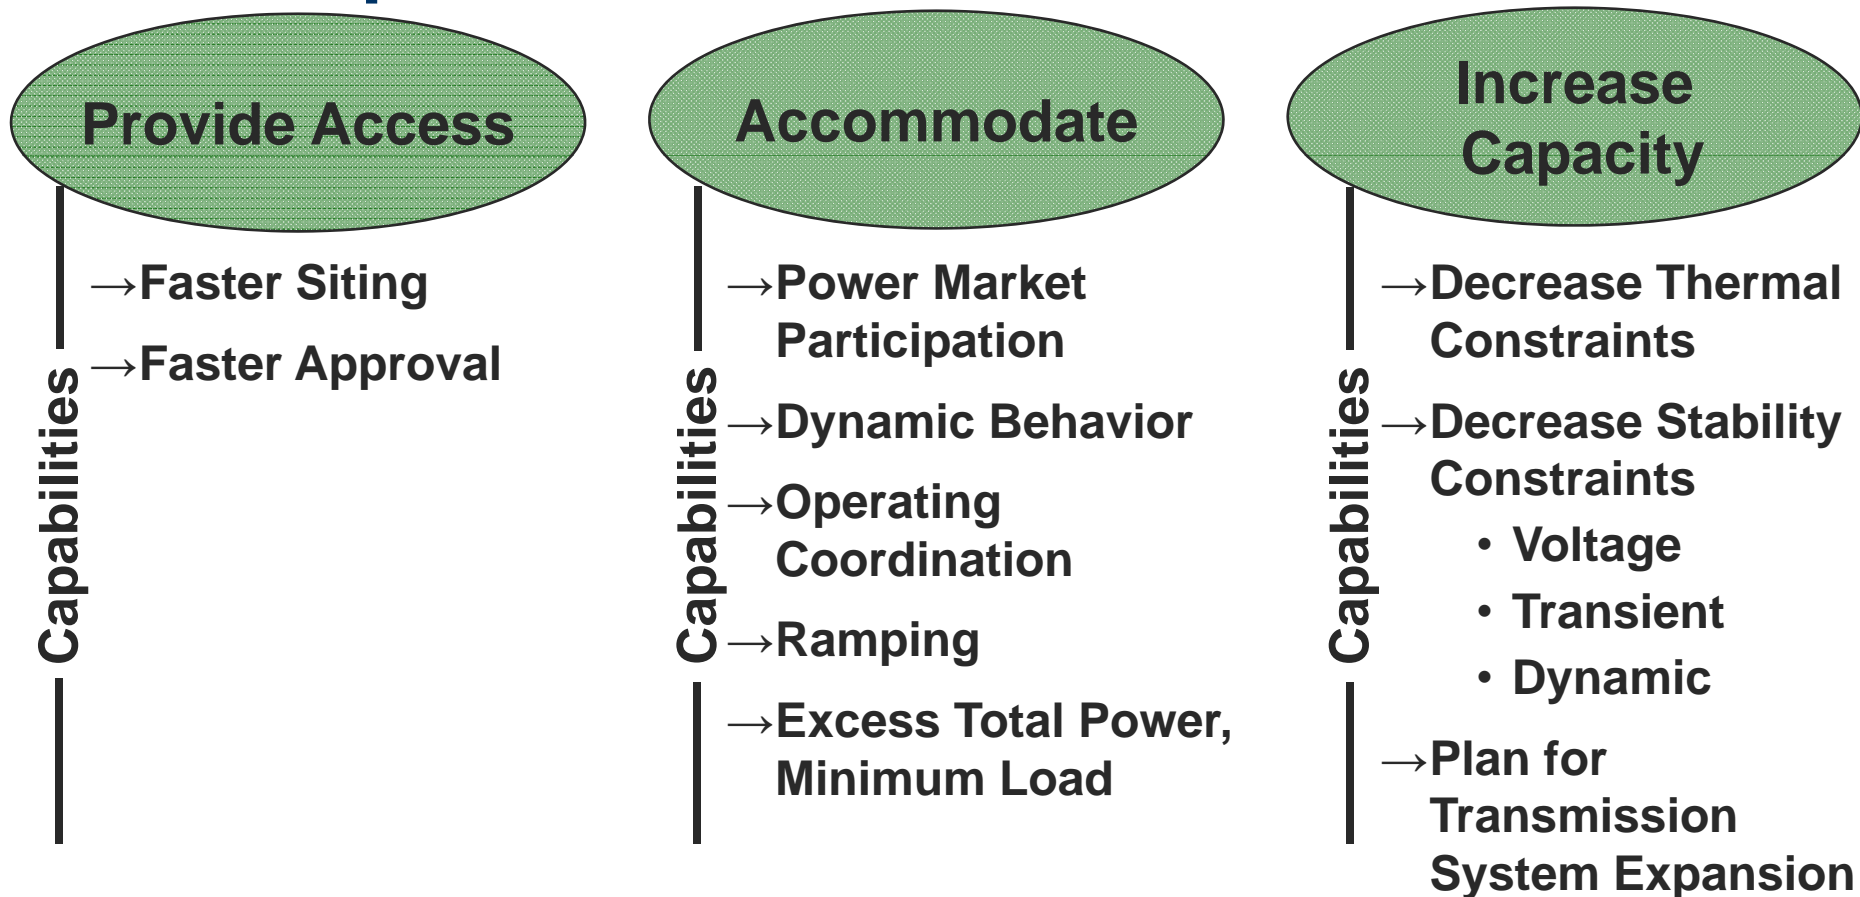 Provide Access
Capabilities
→Faster Siting
→Faster Approval
Accommodate
Capabilities
→Power Market
Participation
→Dynamic Behavior
→Operating
Coordination
→Ramping
→Excess Total Power,
Minimum Load
Increase
Capacity
Capabilities
→Decrease Thermal
Constraints
→Decrease Stability
Constraints
• Voltage
• Transient
• Dynamic
→Plan for
Transmission
System Expansion